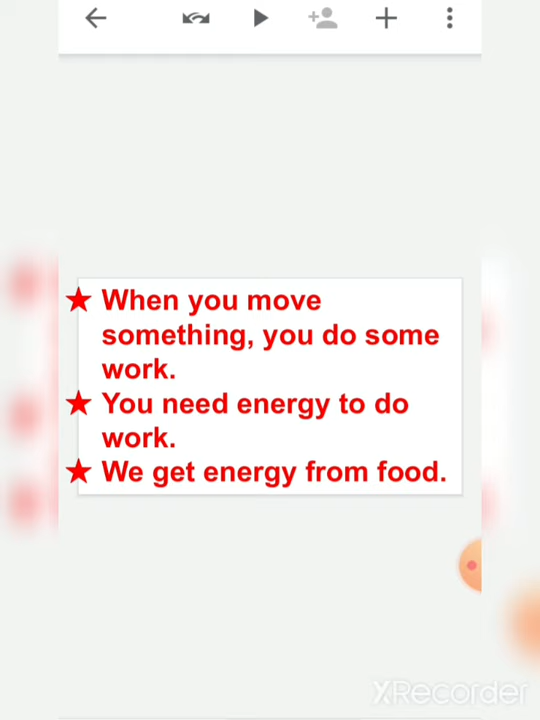 ★ When you move
something, you do some
work.
★ You need energy to do
work.
★ We get energy from food.
XRecorder